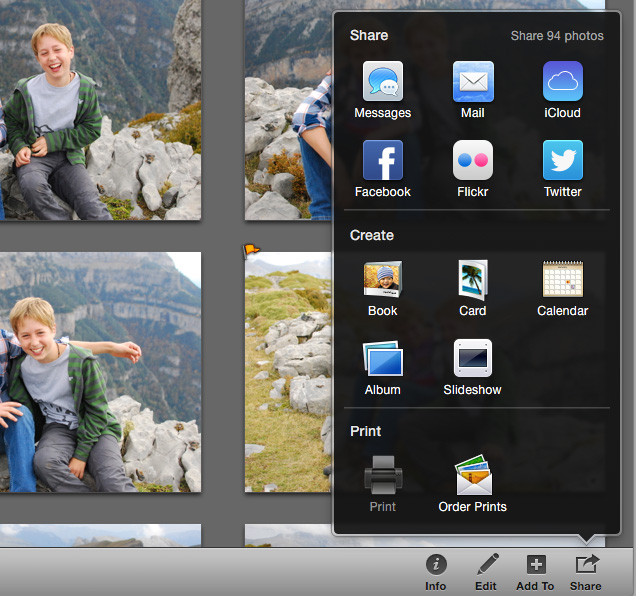 Share Share 94 photos
Messages Mail iCloud
Facebook Flickr Twitter
Create
Book Card Calendar
Album Slideshow
Print
Print Order Prints
Info Edit Add To Share